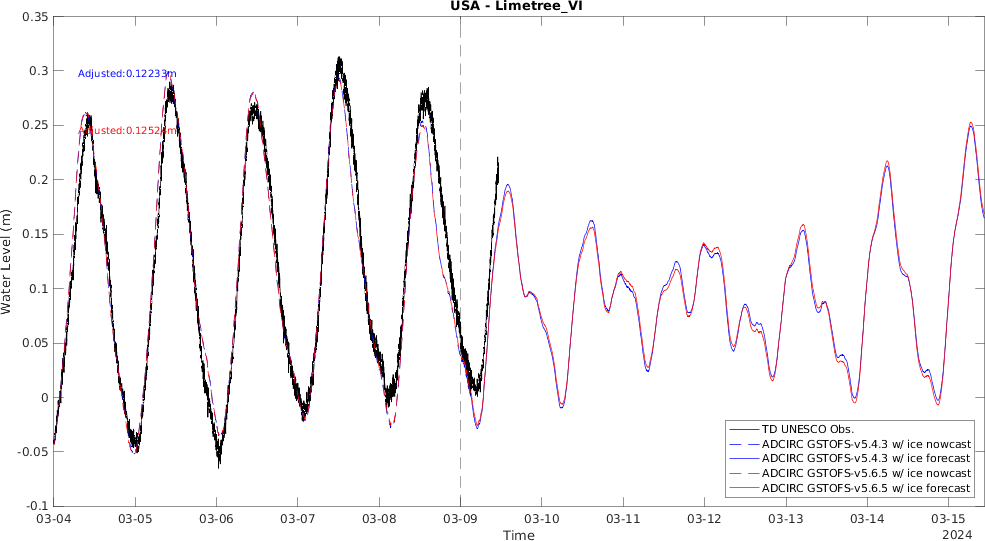 USA - Limetree_VI
0.35
0.3
0.25
0.2
0.15
0.1
0.05
0
-0.05
-0.1
Water Level (m)
Adjusted:0.12233m
Adjusted:0.12524m
TD UNESCO Obs.
ADCIRC GSTOFS-v5.4.3 w/ ice nowcast
ADCIRC GSTOFS-v5.4.3 w/ ice forecast
ADCIRC GSTOFS-v5.6.5 w/ ice nowcast
ADCIRC GSTOFS-v5.6.5 w/ ice forecast
03-04 03-05 03-06 03-07 03-08 03-09 03-10 03-11 03-12 03-13 03-14 03-15
Time
2024